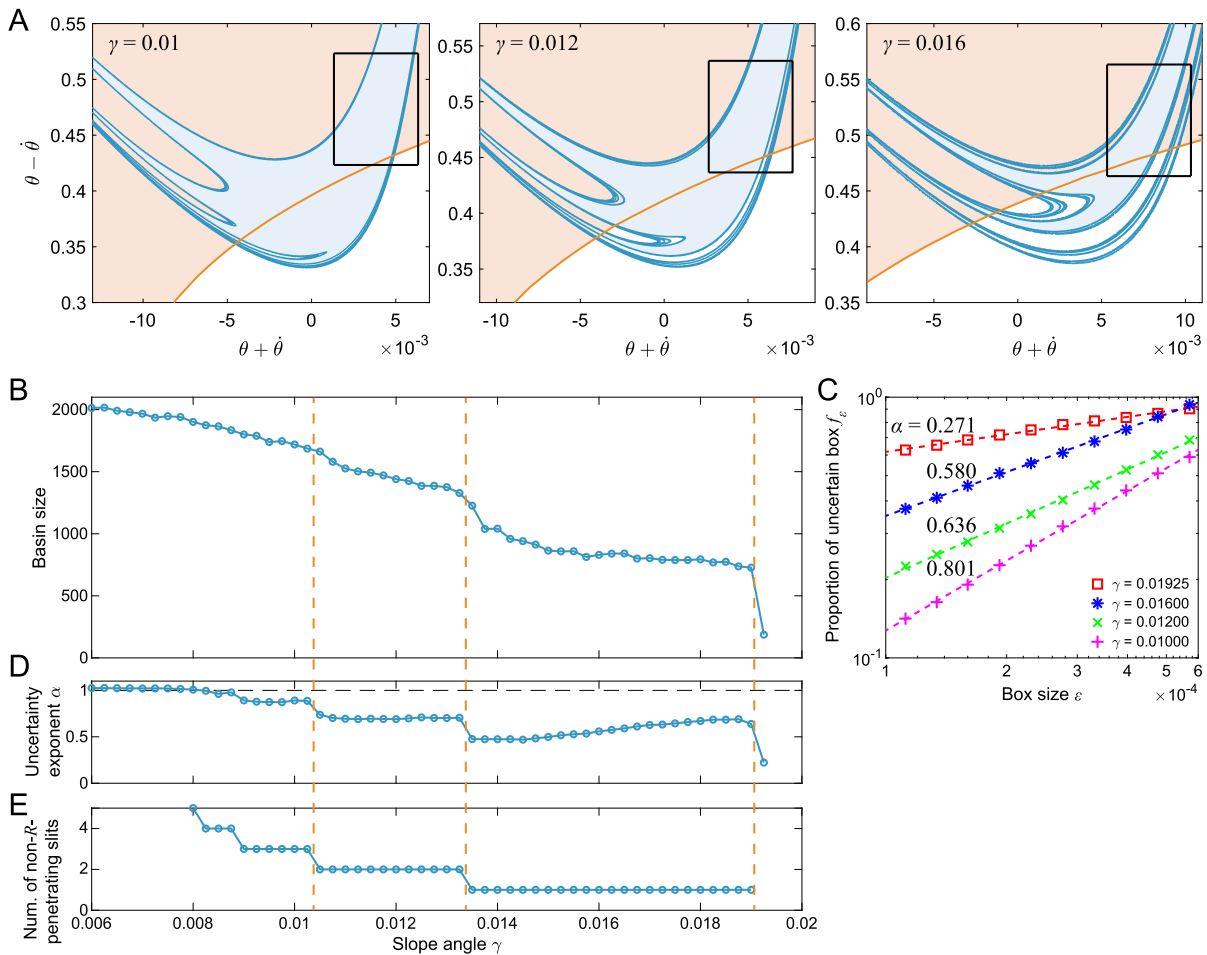 A
γ = 0.01
γ = 0.012
γ = 0.016
0.55
0.5
0.45
0.4
0.35
0.3
θ − θ̇
-10
-5
0
5
θ + θ̇
×10⁻³
0.55
0.5
0.45
0.4
0.35
-10
-5
0
5
θ + θ̇
×10⁻³
0.6
0.55
0.5
0.45
0.4
0.35
-5
0
5
10
θ + θ̇
×10⁻³
B
2000
1500
1000
500
0
Basin size
C
10⁰
10⁻¹
Proportion of uncertain box fε
α = 0.271
0.580
0.636
0.801
γ = 0.01925
γ = 0.01600
γ = 0.01200
γ = 0.01000
1
2
3
4
5
6
Box size ε
×10⁻⁴
D
1
0.5
0
Uncertainty
exponent α
E
4
2
0
Num. of non-R-
penetrating slits
0.006
0.008
0.01
0.012
0.014
0.016
0.018
0.02
Slope angle γ